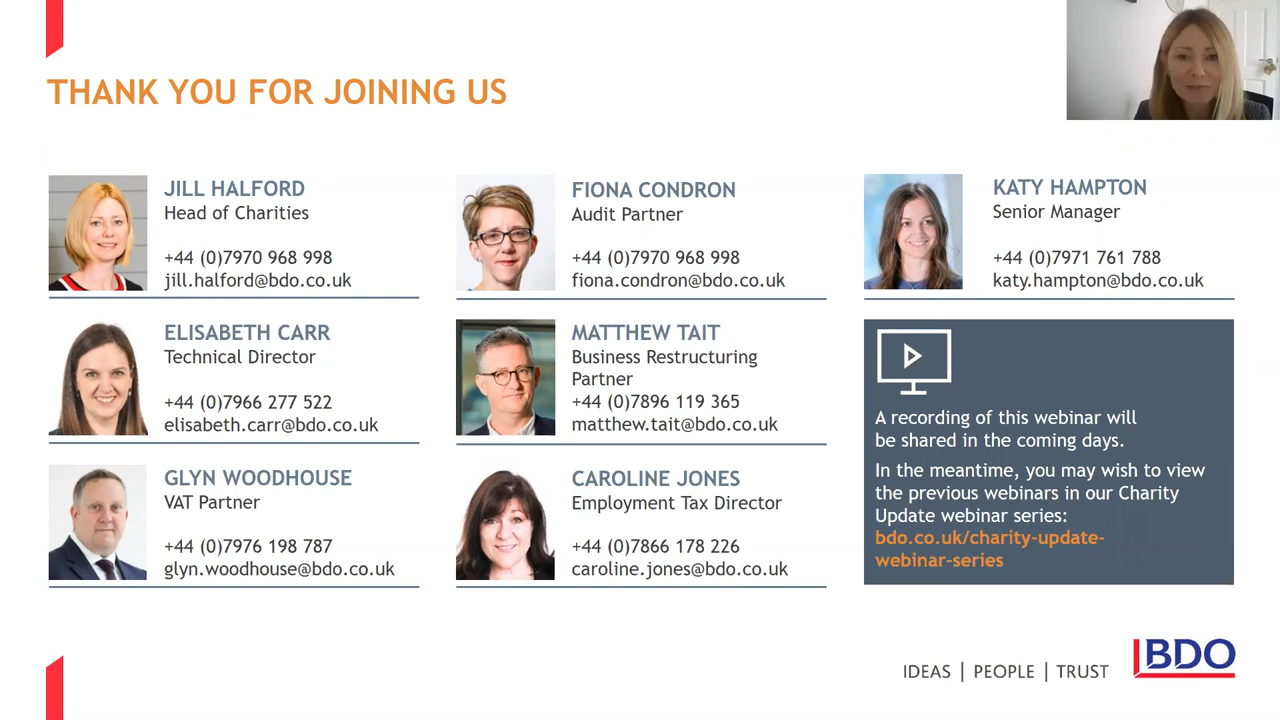 THANK YOU FOR JOINING US
JILL HALFORD
Head of Charities
+44 (0)7970 968 998
jill.halford@bdo.co.uk
FIONA CONDRON
Audit Partner
+44 (0)7970 968 998
fiona.condron@bdo.co.uk
KATY HAMPTON
Senior Manager
+44 (0)7971 761 788
katy.hampton@bdo.co.uk
ELISABETH CARR
Technical Director
+44 (0)7966 277 522
elisabeth.carr@bdo.co.uk
MATTHEW TAIT
Business Restructuring
Partner
+44 (0)7896 119 365
matthew.tait@bdo.co.uk
A recording of this webinar will
be shared in the coming days.
In the meantime, you may wish to view
the previous webinars in our Charity
Update webinar series:
bdo.co.uk/charity-update-
webinar-series
GLYN WOODHOUSE
VAT Partner
+44 (0)7976 198 787
glyn.woodhouse@bdo.co.uk
CAROLINE JONES
Employment Tax Director
+44 (0)7866 178 226
caroline.jones@bdo.co.uk
IDEAS | PEOPLE | TRUST
BDO